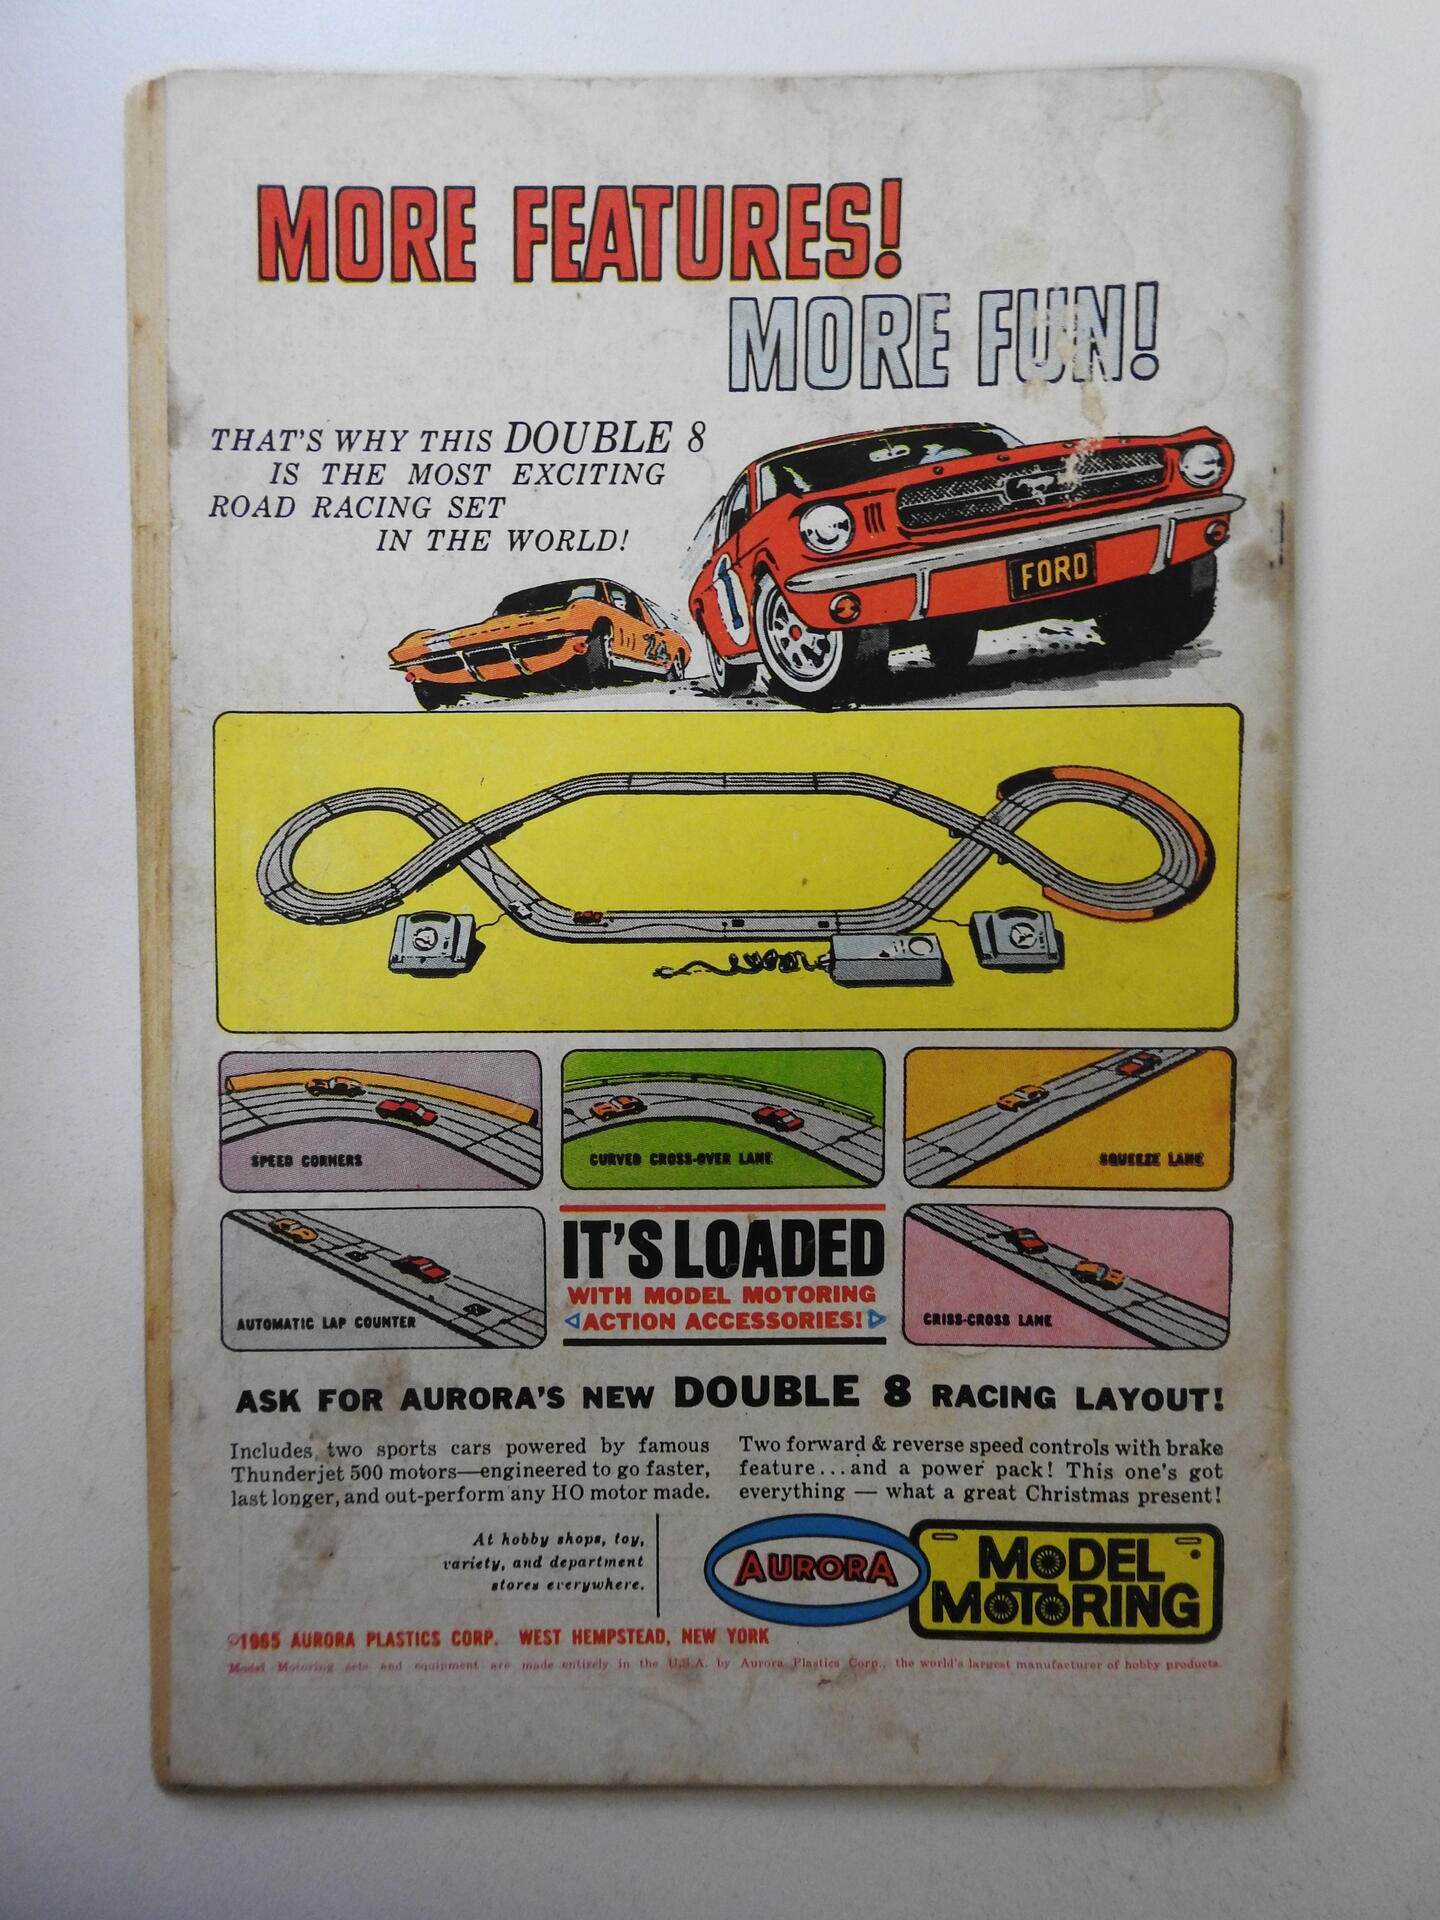 MORE FEATURES!
MORE FUN!
THAT'S WHY THIS DOUBLE 8
IS THE MOST EXCITING
ROAD RACING SET
IN THE WORLD!
FORD
1
24
SPEED CORNERS
CURVED CROSS-OVER LANE
SQUEEZE LANE
AUTOMATIC LAP COUNTER
IT'S LOADED
WITH MODEL MOTORING
ACTION ACCESSORIES!
CRISS-CROSS LANE
ASK FOR AURORA'S NEW DOUBLE 8 RACING LAYOUT!
Includes two sports cars powered by famous
Thunderjet 500 motors—engineered to go faster,
last longer, and out-perform any HO motor made.
Two forward & reverse speed controls with brake
feature...and a power pack! This one's got
everything — what a great Christmas present!
At hobby shops, toy,
variety, and department
stores everywhere.
AURORA
MODEL
MOTORING
©1965 AURORA PLASTICS CORP. WEST HEMPSTEAD, NEW YORK
Model Motoring sets and equipment are made entirely in the U.S.A. by Aurora Plastics Corp., the world's largest manufacturer of hobby products.